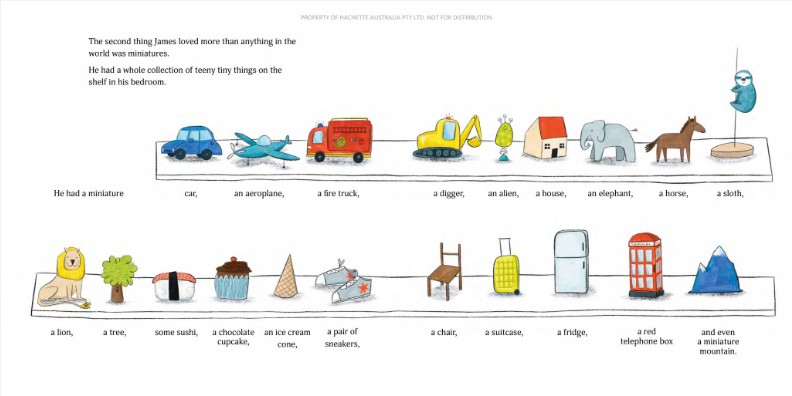 PROPERTY OF HACHETTE AUSTRALIA PTY LTD. NOT FOR DISTRIBUTION
The second thing James loved more than anything in the
world was miniatures.
He had a whole collection of teeny tiny things on the
shelf in his bedroom.
He had a miniature car, an aeroplane, a fire truck, a digger, an alien, a house, an elephant, a horse, a sloth,
a lion, a tree, some sushi, a chocolate cupcake, an ice cream cone, a pair of sneakers, a chair, a suitcase, a fridge, a red telephone box and even a miniature mountain.